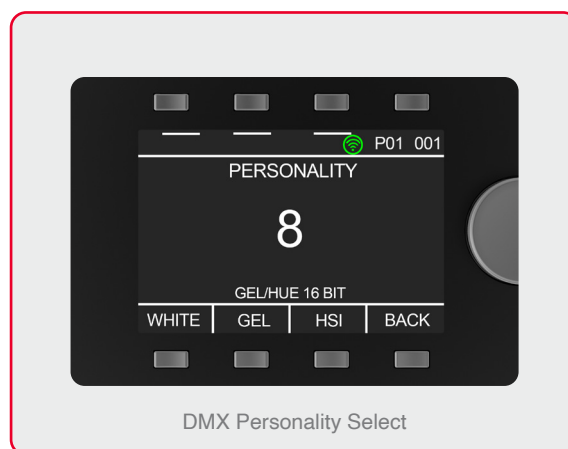 P01 001
PERSONALITY
8
GEL/HUE 16 BIT
WHITE GEL HSI BACK
DMX Personality Select